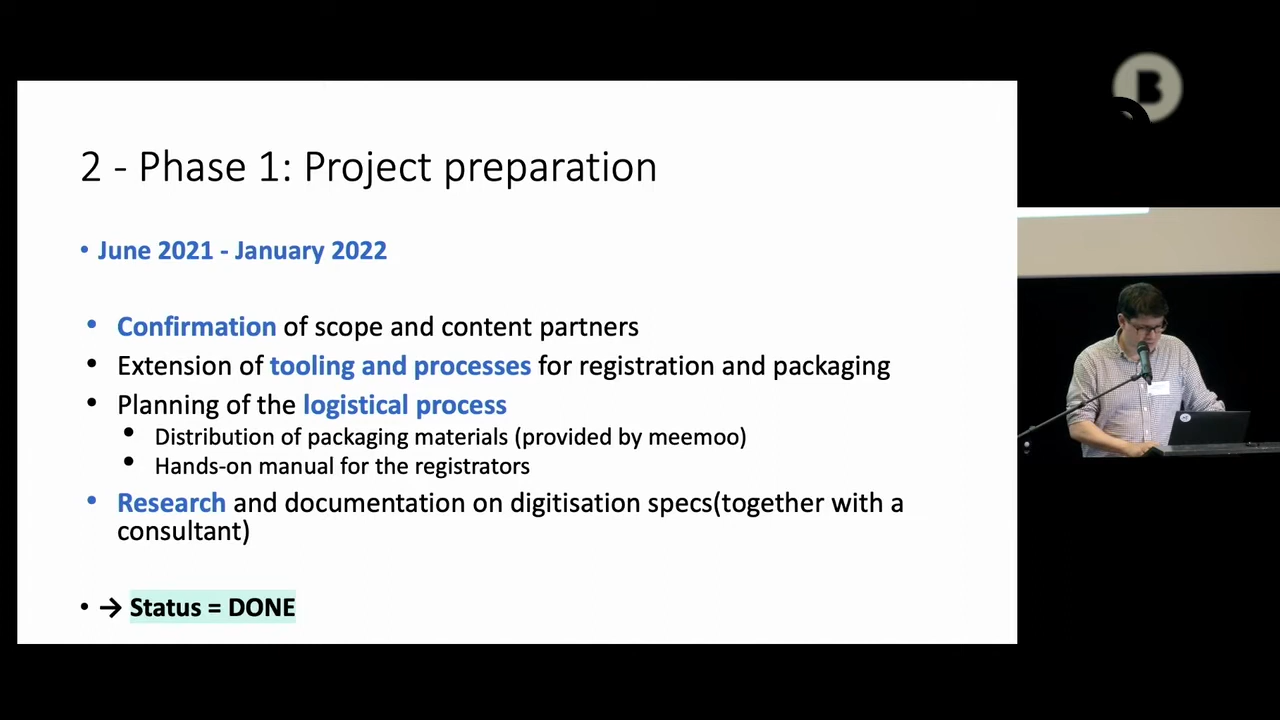 B
2 - Phase 1: Project preparation
• June 2021 - January 2022
• Confirmation of scope and content partners
• Extension of tooling and processes for registration and packaging
• Planning of the logistical process
• Distribution of packaging materials (provided by meemoo)
• Hands-on manual for the registrators
• Research and documentation on digitisation specs(together with a
consultant)
• → Status = DONE